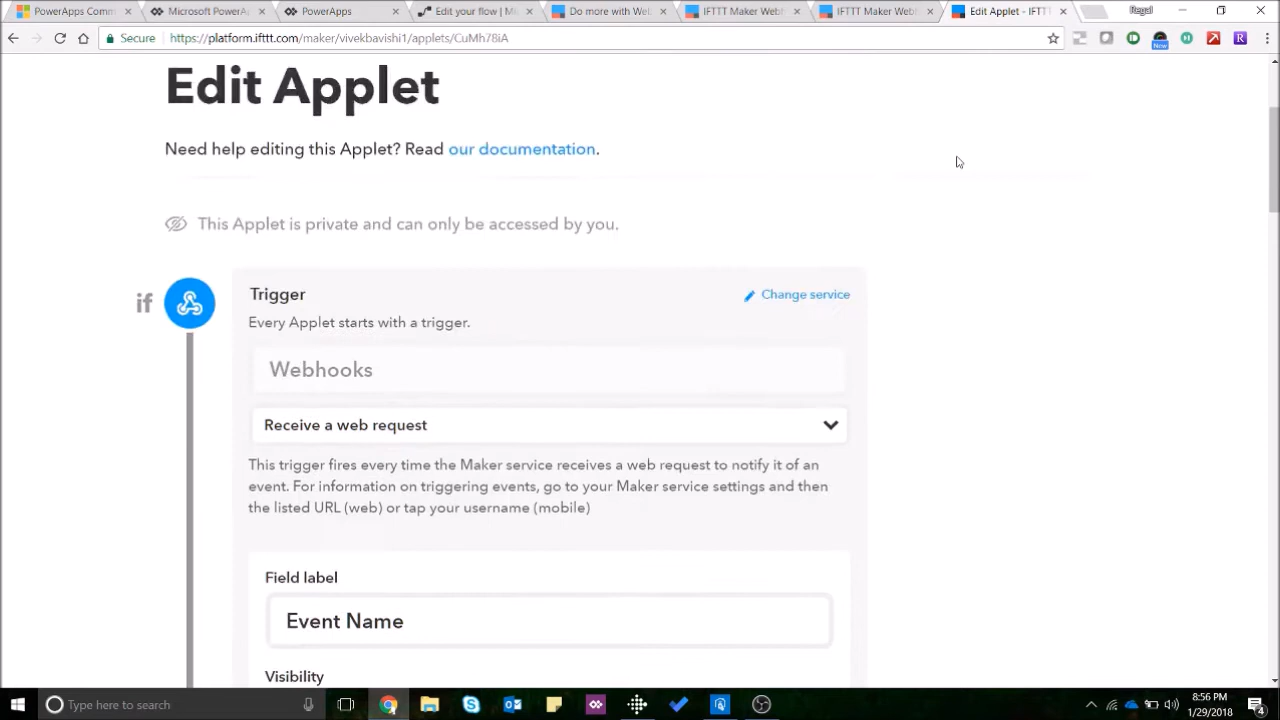 PowerApps Comm
Microsoft PowerA
PowerApps
Edit your flow | M
Do more with We
IFTTT Maker Web
IFTTT Maker Web
Edit Applet - IFTTT
Regal
Secure
https://platform.ifttt.com/maker/vivekbavishi1/applets/CuMh78iA
Now
Edit Applet
Need help editing this Applet? Read our documentation.
This Applet is private and can only be accessed by you.
if
Trigger
Change service
Every Applet starts with a trigger.
Webhooks
Receive a web request
This trigger fires every time the Maker service receives a web request to notify it of an
event. For information on triggering events, go to your Maker service settings and then
the listed URL (web) or tap your username (mobile)
Field label
Event Name
Visibility
Type here to search
8:56 PM
1/29/2018
4